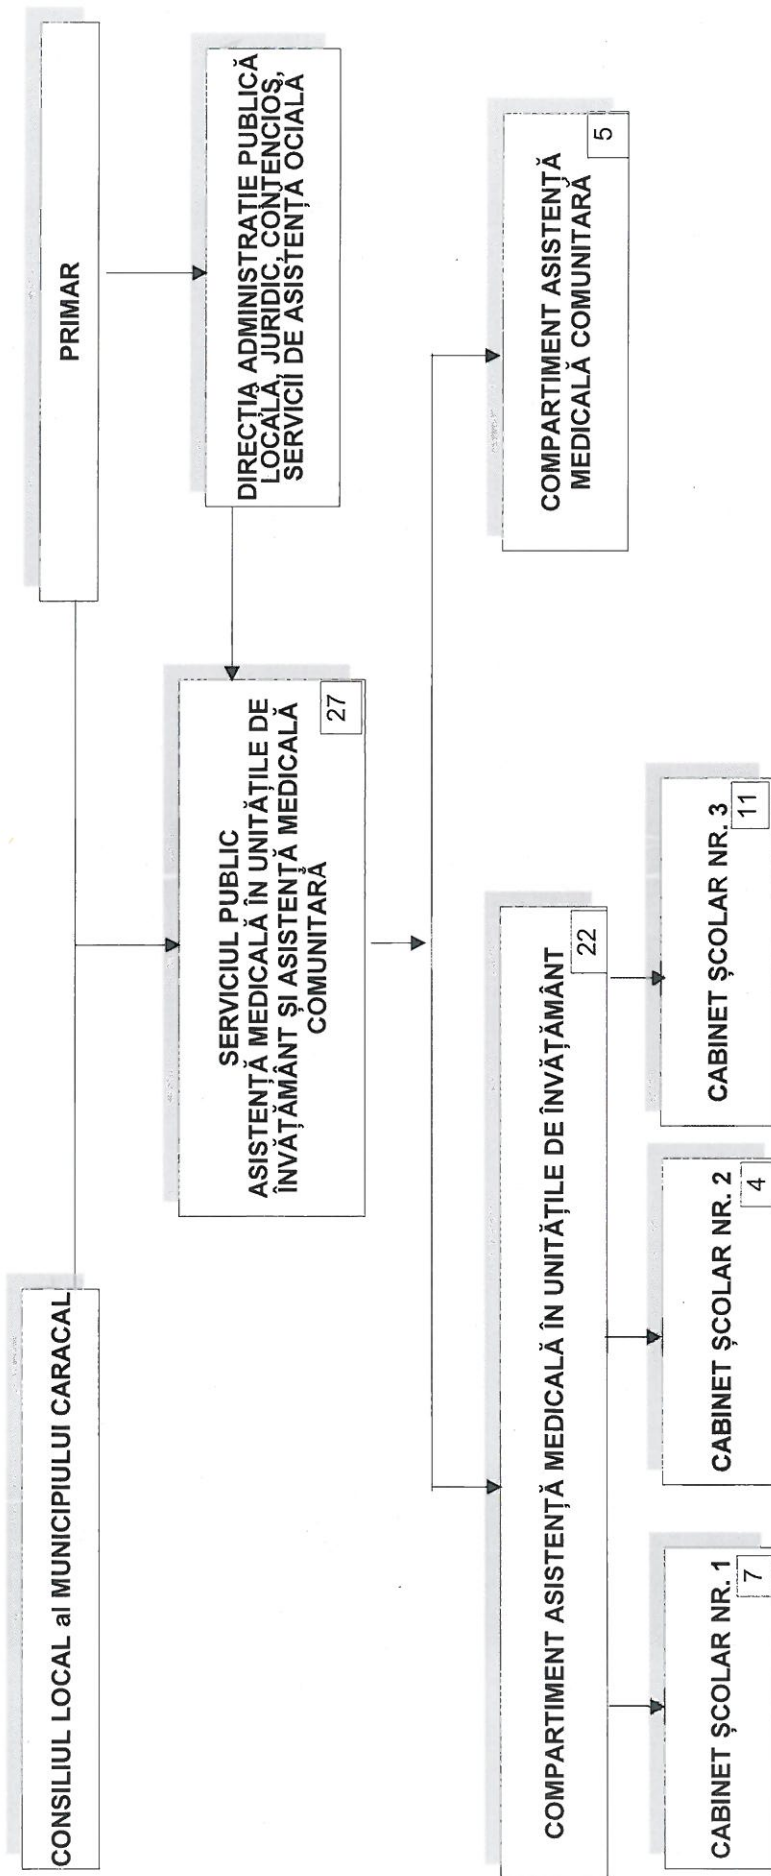 CONSILIUL LOCAL al MUNICIPIULUI CARACAL
PRIMAR
DIRECȚIA ADMINISTRAȚIE PUBLICĂ
LOCALĂ, JURIDIC, CONTENCIOS,
SERVICII DE ASISTENȚĂ OCIALĂ
SERVICIUL PUBLIC
ASISTENȚĂ MEDICALĂ ÎN UNITĂȚILE DE
ÎNVĂȚĂMÂNT ȘI ASISTENȚĂ MEDICALĂ
COMUNITARĂ
27
COMPARTIMENT ASISTENȚĂ MEDICALĂ ÎN UNITĂȚILE DE ÎNVĂȚĂMÂNT
22
COMPARTIMENT ASISTENȚĂ
MEDICALĂ COMUNITARĂ
5
CABINET ȘCOLAR NR. 1
7
CABINET ȘCOLAR NR. 2
4
CABINET ȘCOLAR NR. 3
11